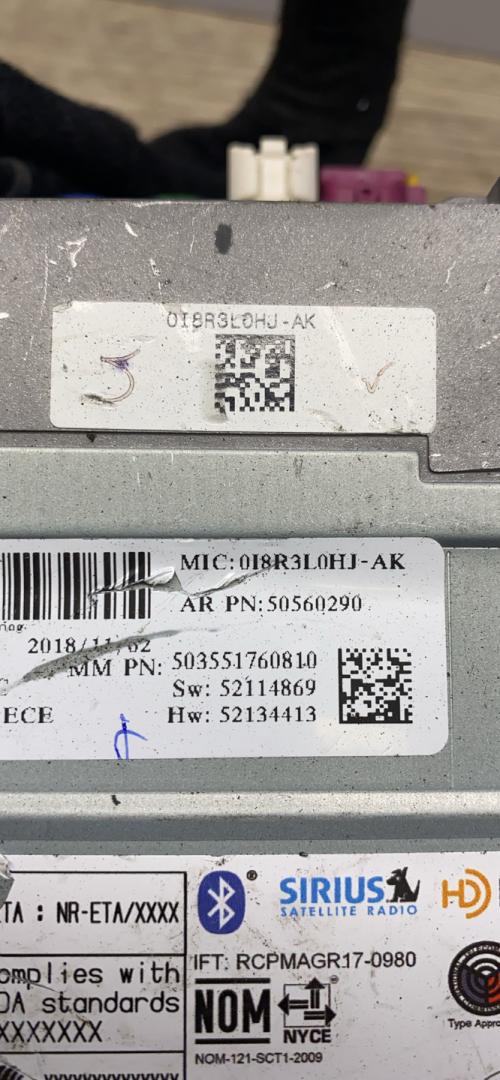 0I8R3L0HJ-AK
MIC:0I8R3L0HJ-AK
AR PN:50560290
2018/11/02
MM PN: 503551760810
Sw: 52114869
ECE
Hw: 52134413
TA : NR-ETA/XXXX
SIRIUS
SATELLITE RADIO
HD
omplies with
DA standards
XXXXXXX
IFT: RCPMAGR17-0980
NOM
NYCE
NOM-121-SCT1-2009
Type Appro